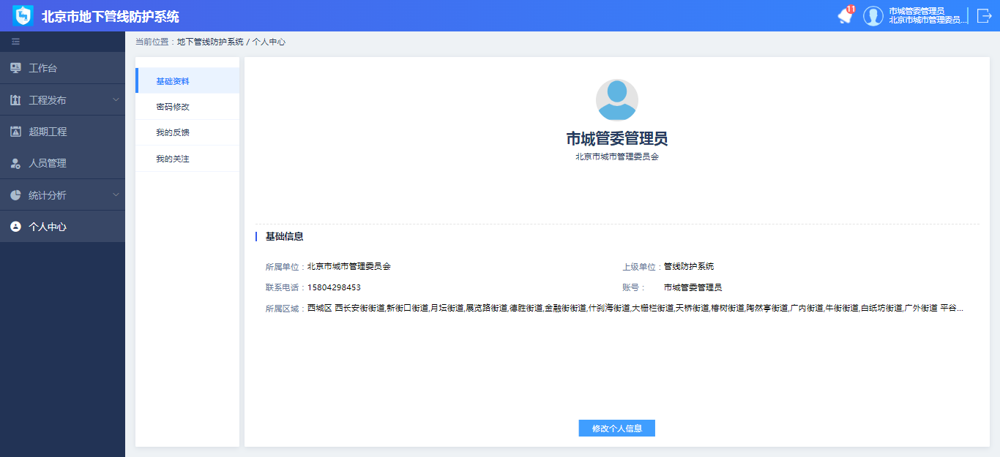 北京市地下管线防护系统
11
市城管委管理员
北京市城市管理委员...
当前位置：地下管线防护系统 / 个人中心
工作台
工程发布
超期工程
人员管理
统计分析
个人中心
基础资料
密码修改
我的反馈
我的关注
市城管委管理员
北京市城市管理委员会
基础信息
所属单位：北京市城市管理委员会
上级单位：管线防护系统
联系电话：15804298453
账号：市城管委管理员
所属区域：西城区 西长安街街道,新街口街道,月坛街道,展览路街道,德胜街道,金融街街道,什刹海街道,大栅栏街道,天桥街道,椿树街道,陶然亭街道,广内街道,牛街街道,白纸坊街道,广外街道 平谷...
修改个人信息